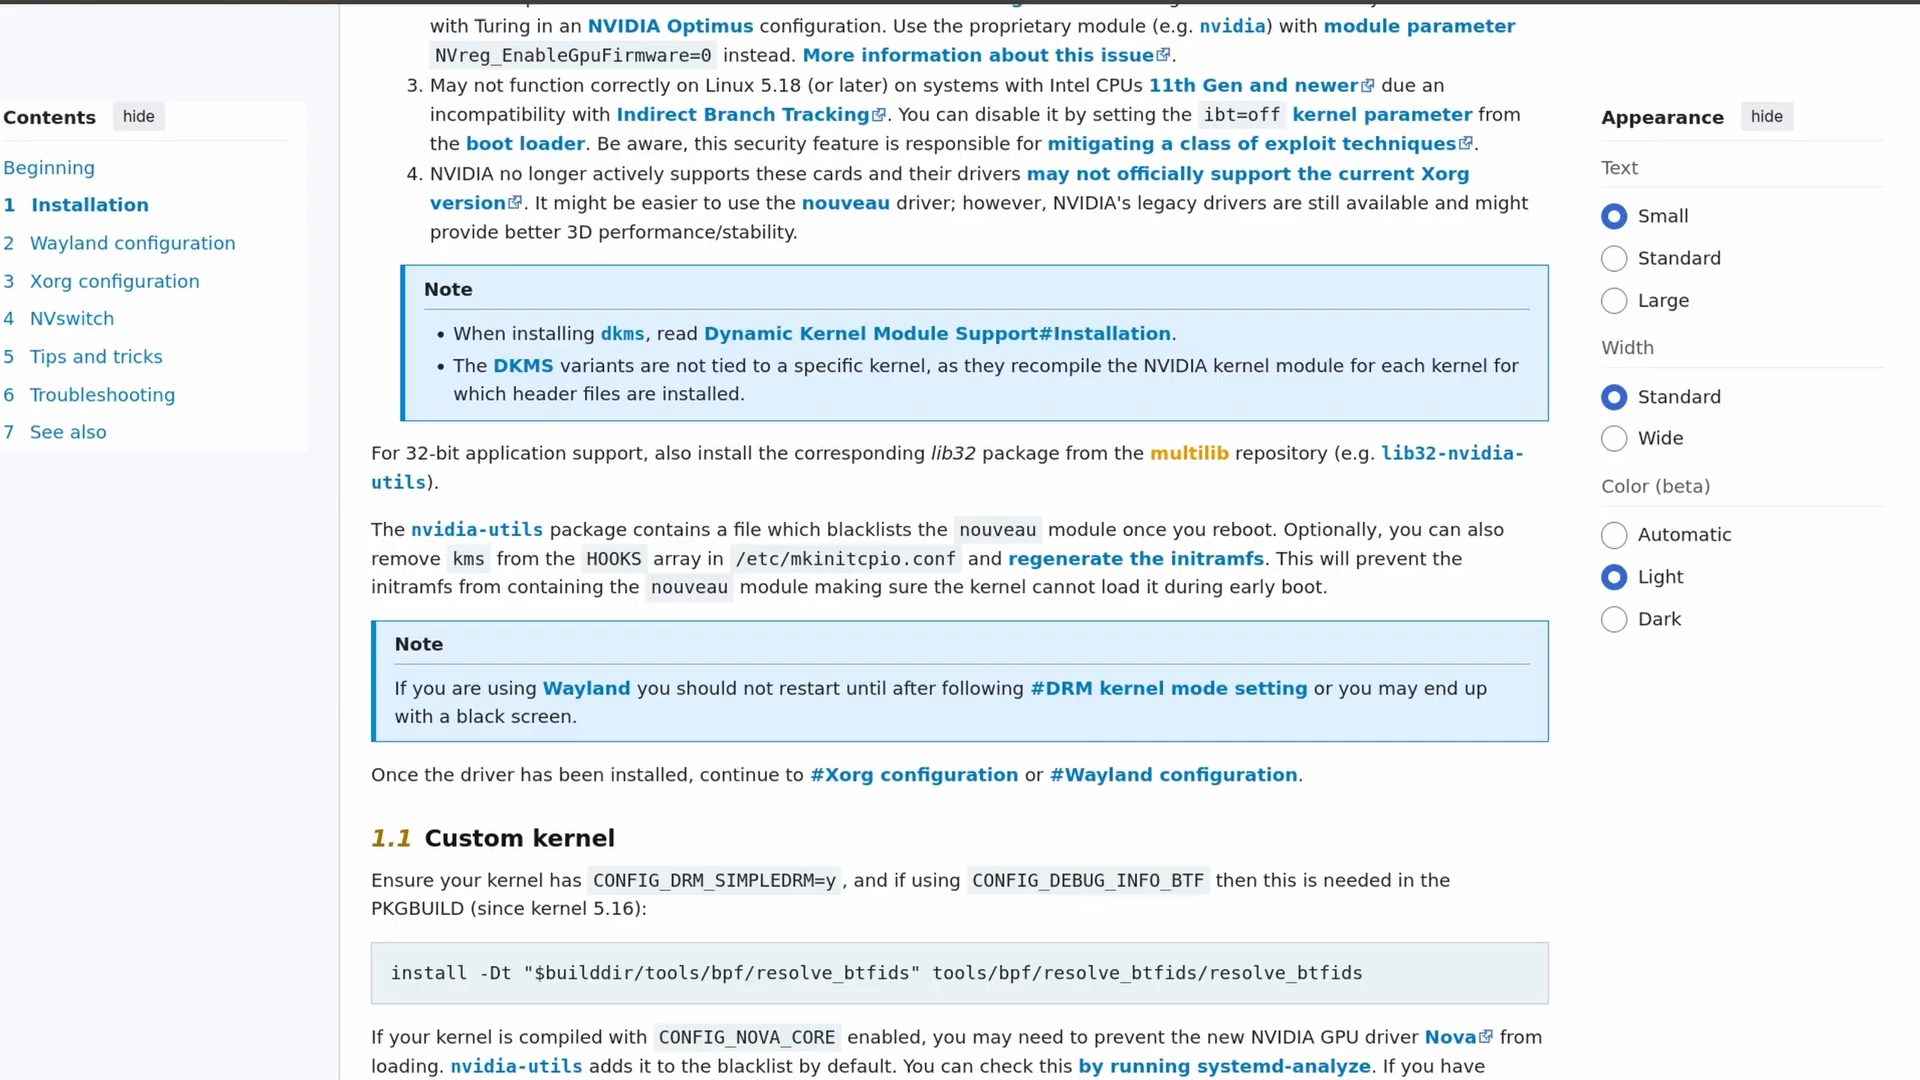 with Turing in an NVIDIA Optimus configuration. Use the proprietary module (e.g. nvidia) with module parameter
NVreg_EnableGpuFirmware=0 instead. More information about this issue.
3. May not function correctly on Linux 5.18 (or later) on systems with Intel CPUs 11th Gen and newer due an
incompatibility with Indirect Branch Tracking. You can disable it by setting the ibt=off kernel parameter from
the boot loader. Be aware, this security feature is responsible for mitigating a class of exploit techniques.
4. NVIDIA no longer actively supports these cards and their drivers may not officially support the current Xorg
version. It might be easier to use the nouveau driver; however, NVIDIA's legacy drivers are still available and might
provide better 3D performance/stability.
Contents hide
Beginning
1 Installation
2 Wayland configuration
3 Xorg configuration
4 NVswitch
5 Tips and tricks
6 Troubleshooting
7 See also
Note
• When installing dkms, read Dynamic Kernel Module Support#Installation.
• The DKMS variants are not tied to a specific kernel, as they recompile the NVIDIA kernel module for each kernel for
which header files are installed.
For 32-bit application support, also install the corresponding lib32 package from the multilib repository (e.g. lib32-nvidia-
utils).
The nvidia-utils package contains a file which blacklists the nouveau module once you reboot. Optionally, you can also
remove kms from the HOOKS array in /etc/mkinitcpio.conf and regenerate the initramfs. This will prevent the
initramfs from containing the nouveau module making sure the kernel cannot load it during early boot.
Note
If you are using Wayland you should not restart until after following #DRM kernel mode setting or you may end up
with a black screen.
Once the driver has been installed, continue to #Xorg configuration or #Wayland configuration.
1.1 Custom kernel
Ensure your kernel has CONFIG_DRM_SIMPLEDRM=y, and if using CONFIG_DEBUG_INFO_BTF then this is needed in the
PKGBUILD (since kernel 5.16):
install -Dt "$builddir/tools/bpf/resolve_btfids" tools/bpf/resolve_btfids/resolve_btfids
If your kernel is compiled with CONFIG_NOVA_CORE enabled, you may need to prevent the new NVIDIA GPU driver Nova from
loading. nvidia-utils adds it to the blacklist by default. You can check this by running systemd-analyze. If you have
Appearance hide
Text
Small
Standard
Large
Width
Standard
Wide
Color (beta)
Automatic
Light
Dark